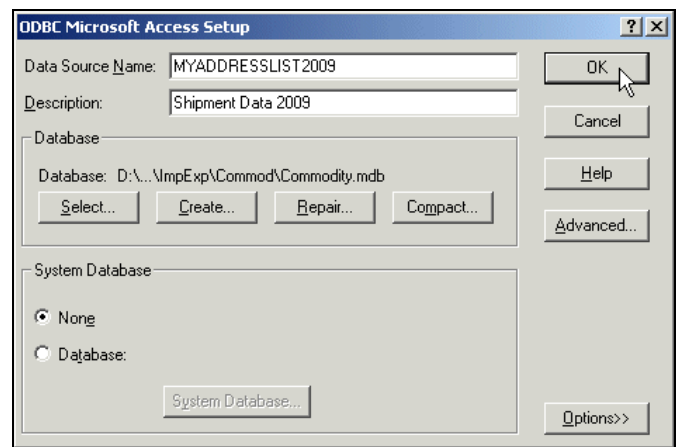 ODBC Microsoft Access Setup
Data Source Name: MYADDRESSLIST2009
OK
Description: Shipment Data 2009
Cancel
Database
Database: D:\...\ImpExp\Commod\Commodity.mdb
Help
Select... Create... Repair... Compact...
Advanced...
System Database
None
Database:
System Database...
Options>>